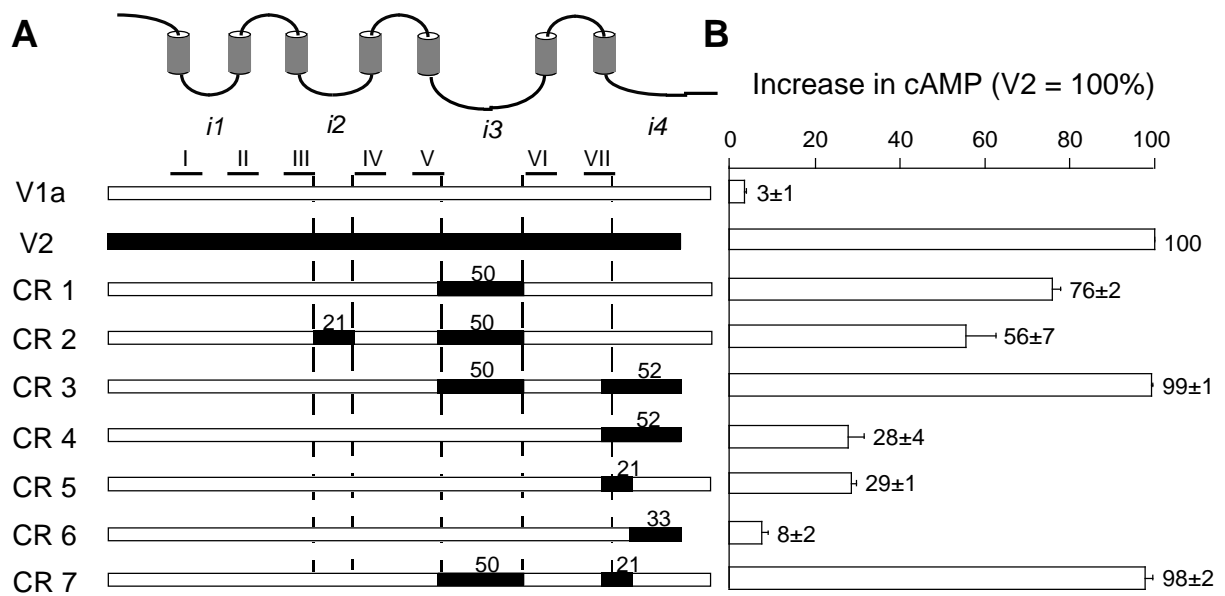 A
B
Increase in cAMP (V2 = 100%)
i1 i2 i3 i4
0 20 40 60 80 100
I II III IV V VI VII
V1a 3±1
V2 100
50
CR 1 76±2
21 50
CR 2 56±7
50 52
CR 3 99±1
52
CR 4 28±4
21
CR 5 29±1
33
CR 6 8±2
50 21
CR 7 98±2